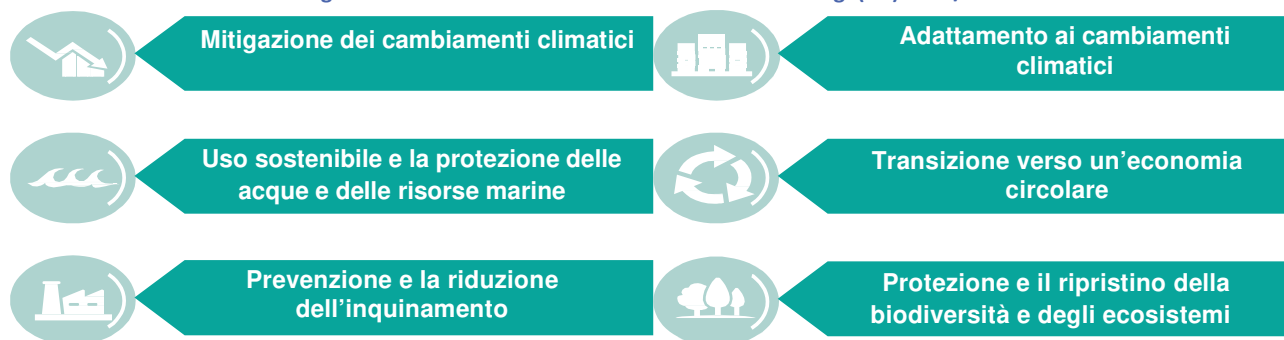 Mitigazione dei cambiamenti climatici
Adattamento ai cambiamenti
climatici
Uso sostenibile e la protezione delle
acque e delle risorse marine
Transizione verso un’economia
circolare
Prevenzione e la riduzione
dell’inquinamento
Protezione e il ripristino della
biodiversità e degli ecosistemi